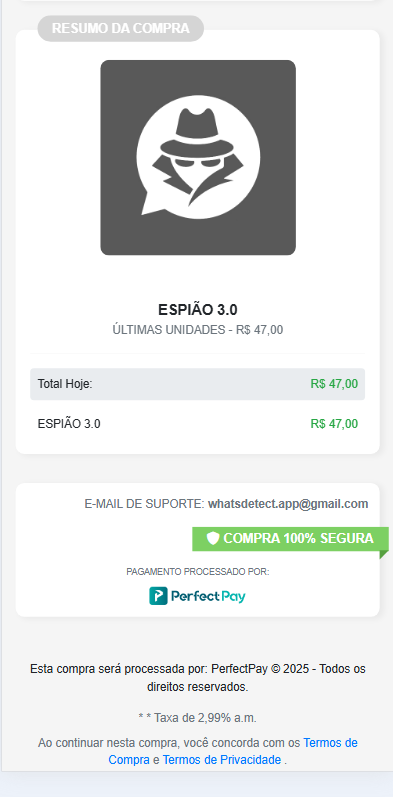 RESUMO DA COMPRA
ESPIÃO 3.0
ÚLTIMAS UNIDADES - R$ 47,00
Total Hoje: R$ 47,00
ESPIÃO 3.0 R$ 47,00
E-MAIL DE SUPORTE: whatsdetect.app@gmail.com
COMPRA 100% SEGURA
PAGAMENTO PROCESSADO POR:
PerfectPay
Esta compra será processada por: PerfectPay © 2025 - Todos os
direitos reservados.
* * Taxa de 2,99% a.m.
Ao continuar nesta compra, você concorda com os Termos de
Compra e Termos de Privacidade .